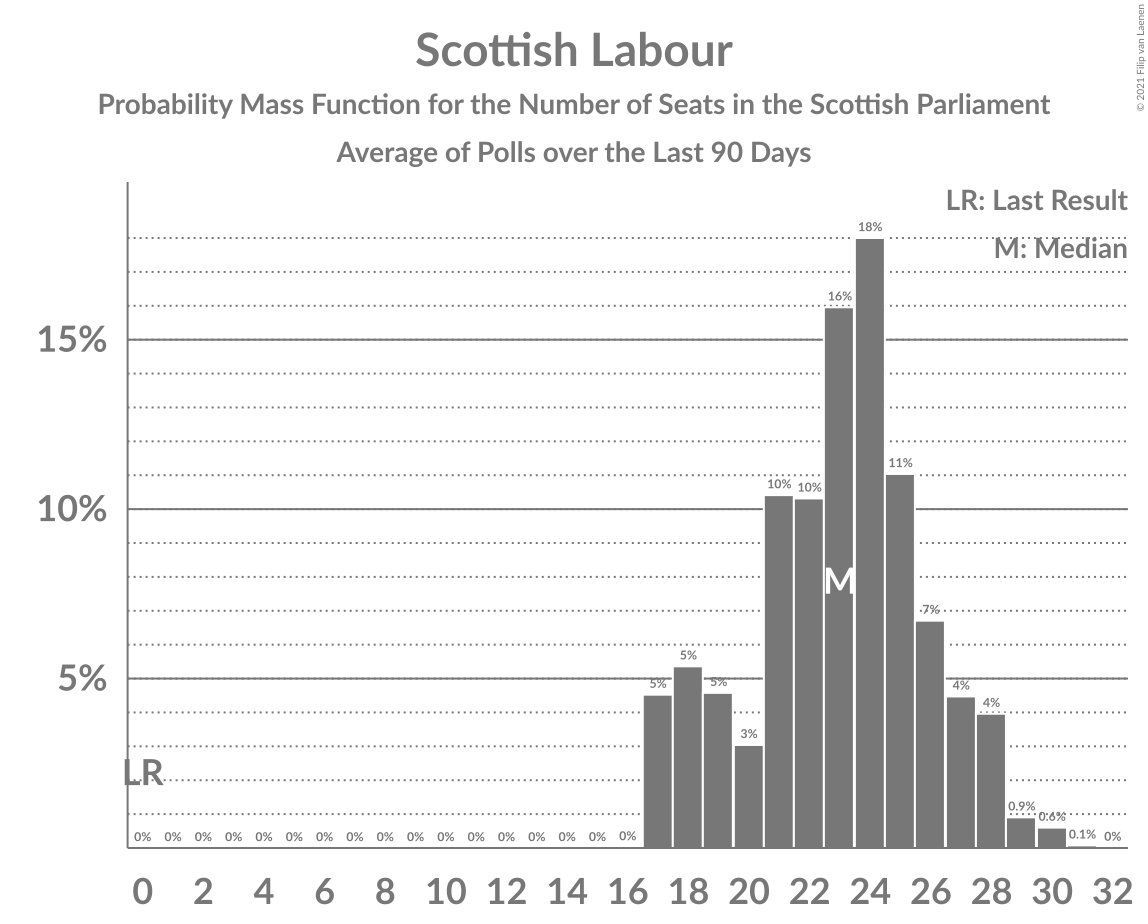 Scottish Labour
Probability Mass Function for the Number of Seats in the Scottish Parliament
Average of Polls over the Last 90 Days
© 2021 Filip van Laenen
LR: Last Result
M: Median
15%
10%
5%
LR
M
0% 0% 0% 0% 0% 0% 0% 0% 0% 0% 0% 0% 0% 0% 0% 0% 0% 5% 5% 5% 3% 10% 10% 16% 18% 11% 7% 4% 4% 0.9% 0.6% 0.1% 0%
0 2 4 6 8 10 12 14 16 18 20 22 24 26 28 30 32